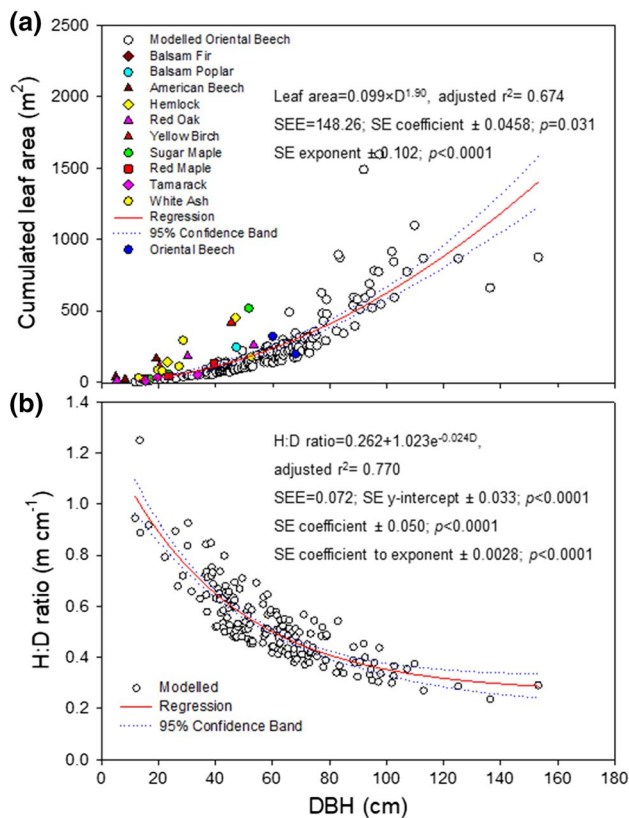 (a)
Modelled Oriental Beech
Balsam Fir
Balsam Poplar
American Beech
Hemlock
Red Oak
Yellow Birch
Sugar Maple
Red Maple
Tamarack
White Ash
Regression
95% Confidence Band
Oriental Beech
Leaf area=0.099×D^1.90, adjusted r²= 0.674
SEE=148.26; SE coefficient ± 0.0458; p=0.031
SE exponent ± 0.102; p<0.0001
Cumulated leaf area (m²)
2500
2000
1500
1000
500
0
(b)
H:D ratio=0.262+1.023e^-0.024D,
adjusted r²= 0.770
SEE=0.072; SE y-intercept ± 0.033; p<0.0001
SE coefficient ± 0.050; p<0.0001
SE coefficient to exponent ± 0.0028; p<0.0001
H:D ratio (m cm⁻¹)
1.4
1.2
1.0
0.8
0.6
0.4
0.2
0.0
Modelled
Regression
95% Confidence Band
0 20 40 60 80 100 120 140 160 180
DBH (cm)